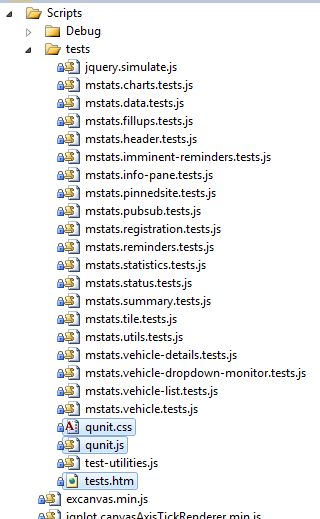 Scripts
Debug
tests
jquery.simulate.js
mstats.charts.tests.js
mstats.data.tests.js
mstats.fillups.tests.js
mstats.header.tests.js
mstats.imminent-reminders.tests.js
mstats.info-pane.tests.js
mstats.pinnedsite.tests.js
mstats.pubsub.tests.js
mstats.registration.tests.js
mstats.reminders.tests.js
mstats.statistics.tests.js
mstats.status.tests.js
mstats.summary.tests.js
mstats.tile.tests.js
mstats.utils.tests.js
mstats.vehicle-details.tests.js
mstats.vehicle-dropdown-monitor.tests.js
mstats.vehicle-list.tests.js
mstats.vehicle.tests.js
qunit.css
qunit.js
test-utilities.js
tests.htm
excanvas.min.js
jqplot.canvasAxisTickRenderer.min.js